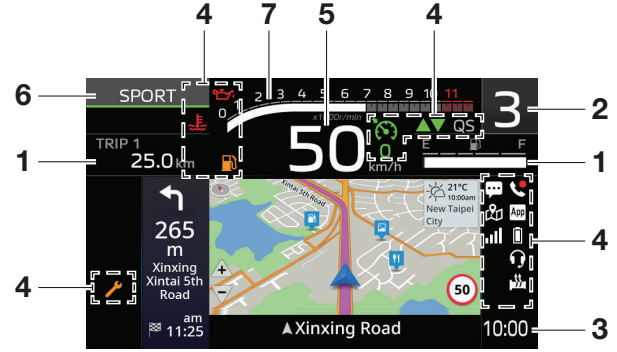 4 7 5 4
6 SPORT
0 1 2 3 4 5 6 7 8 9 10 11
x1000r/min
3 2
TRIP 1
1 25.0 km
50
km/h
0
QS
E F
1
265
m
Xinxing
Xintai 5th
Road
am
11:25
4
Xintai 5th Road
+
−
21°C
10:00am
New Taipei
City
50
Xinxing Road
App
4
10:00 3